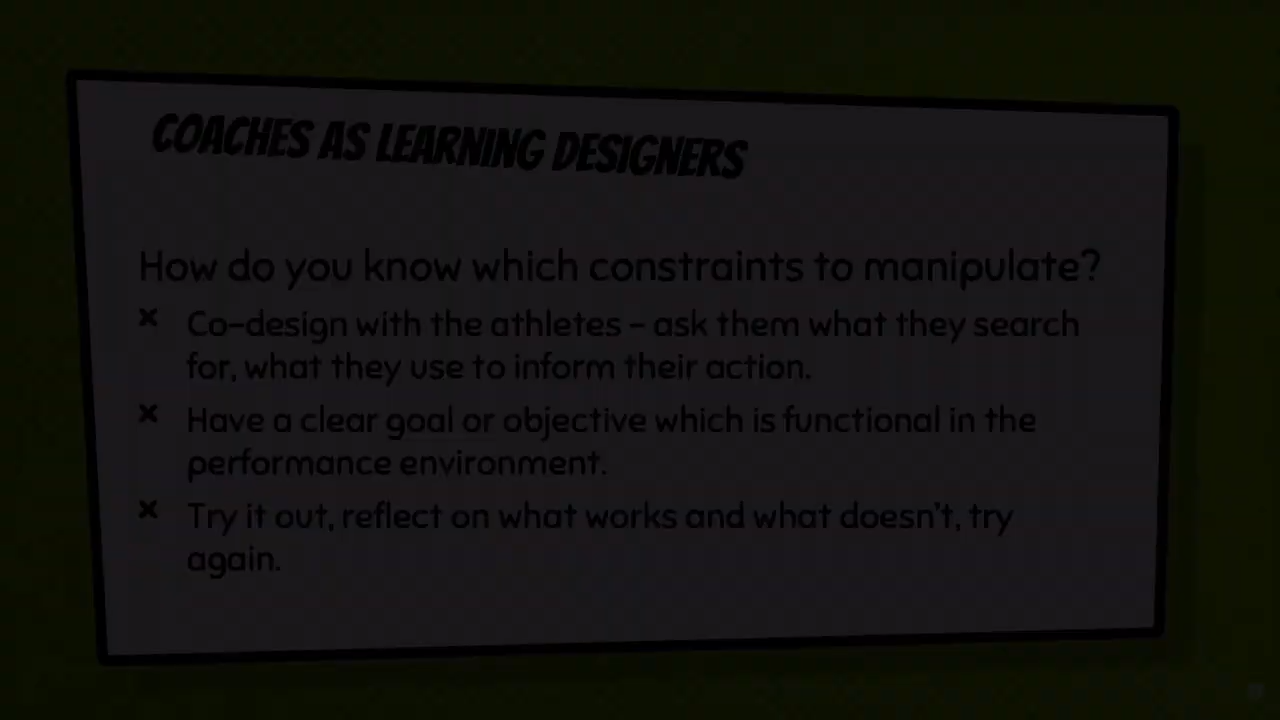 COACHES AS LEARNING DESIGNERS
How do you know which constraints to manipulate?
× Co-design with the athletes – ask them what they search
for, what they use to inform their action.
× Have a clear goal or objective which is functional in the
performance environment.
× Try it out, reflect on what works and what doesn't, try
again.